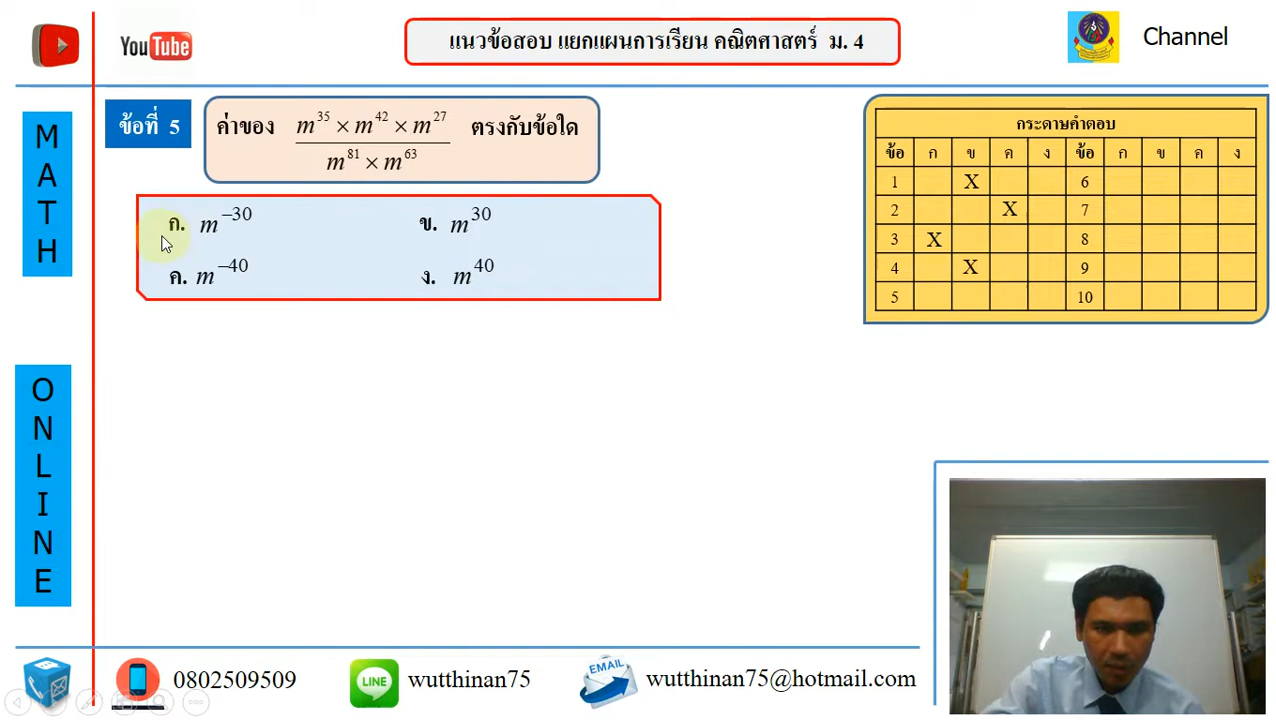 YouTube
แนวข้อสอบ แยกแผนการเรียน คณิตศาสตร์ ม. 4
Channel
MATH
ONLINE
ข้อที่ 5
ค่าของ m^35 × m^42 × m^27 / m^81 × m^63 ตรงกับข้อใด
ก. m^−30 ข. m^30
ค. m^−40 ง. m^40
กระดาษคำตอบ
ข้อ ก ข ค ง ข้อ ก ข ค ง
1 X 6
2 X 7
3 X 8
4 X 9
5 10
0802509509
LINE
wutthinan75
EMAIL
wutthinan75@hotmail.com